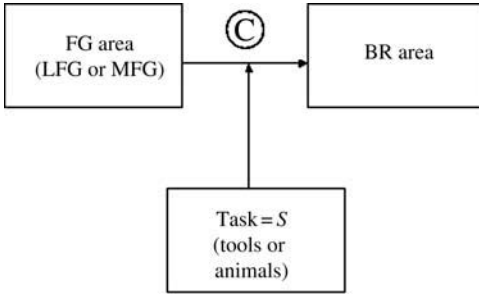 FG area
(LFG or MFG)
Ⓒ
BR area
Task = S
(tools or
animals)